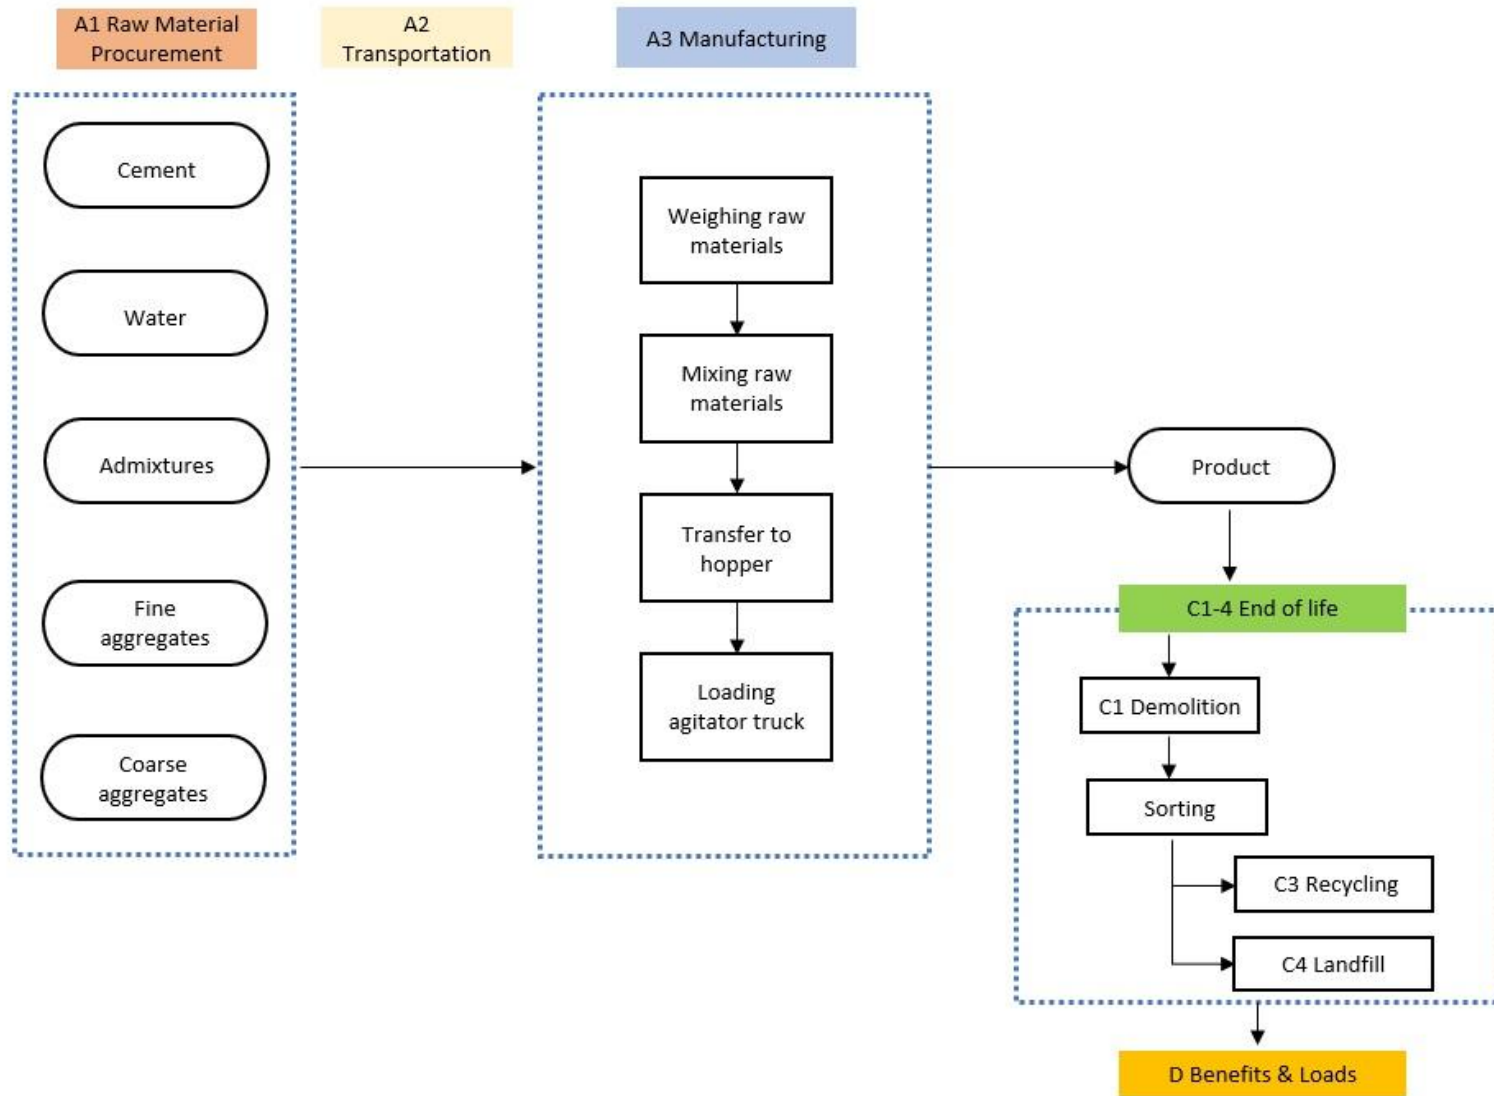 A1 Raw Material
Procurement
A2
Transportation
A3 Manufacturing
Cement
Water
Admixtures
Fine
aggregates
Coarse
aggregates
Weighing raw
materials
Mixing raw
materials
Transfer to
hopper
Loading
agitator truck
Product
C1-4 End of life
C1 Demolition
Sorting
C3 Recycling
C4 Landfill
D Benefits & Loads